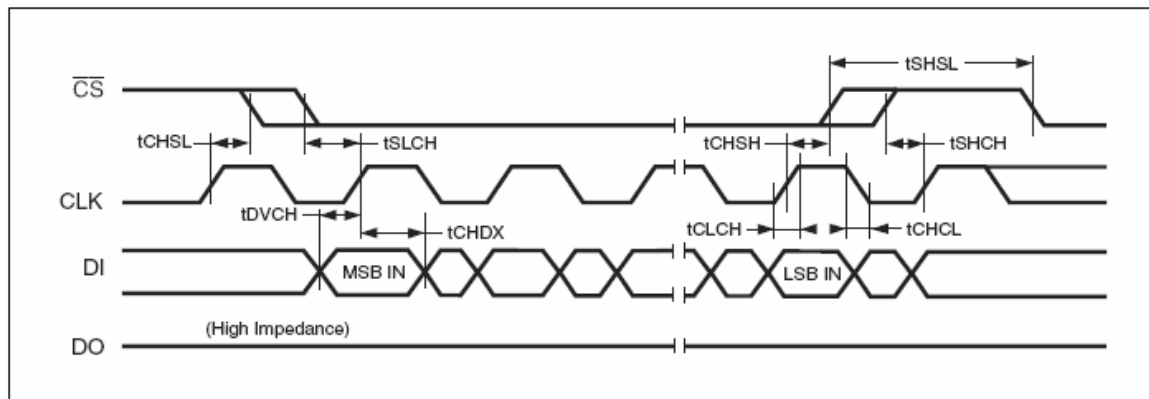 tSHSL
CS
tCHSL
tSLCH
tCHSH
tSHCH
CLK
tDVCH
tCHDX
tCLCH
tCHCL
DI
MSB IN
LSB IN
(High Impedance)
DO